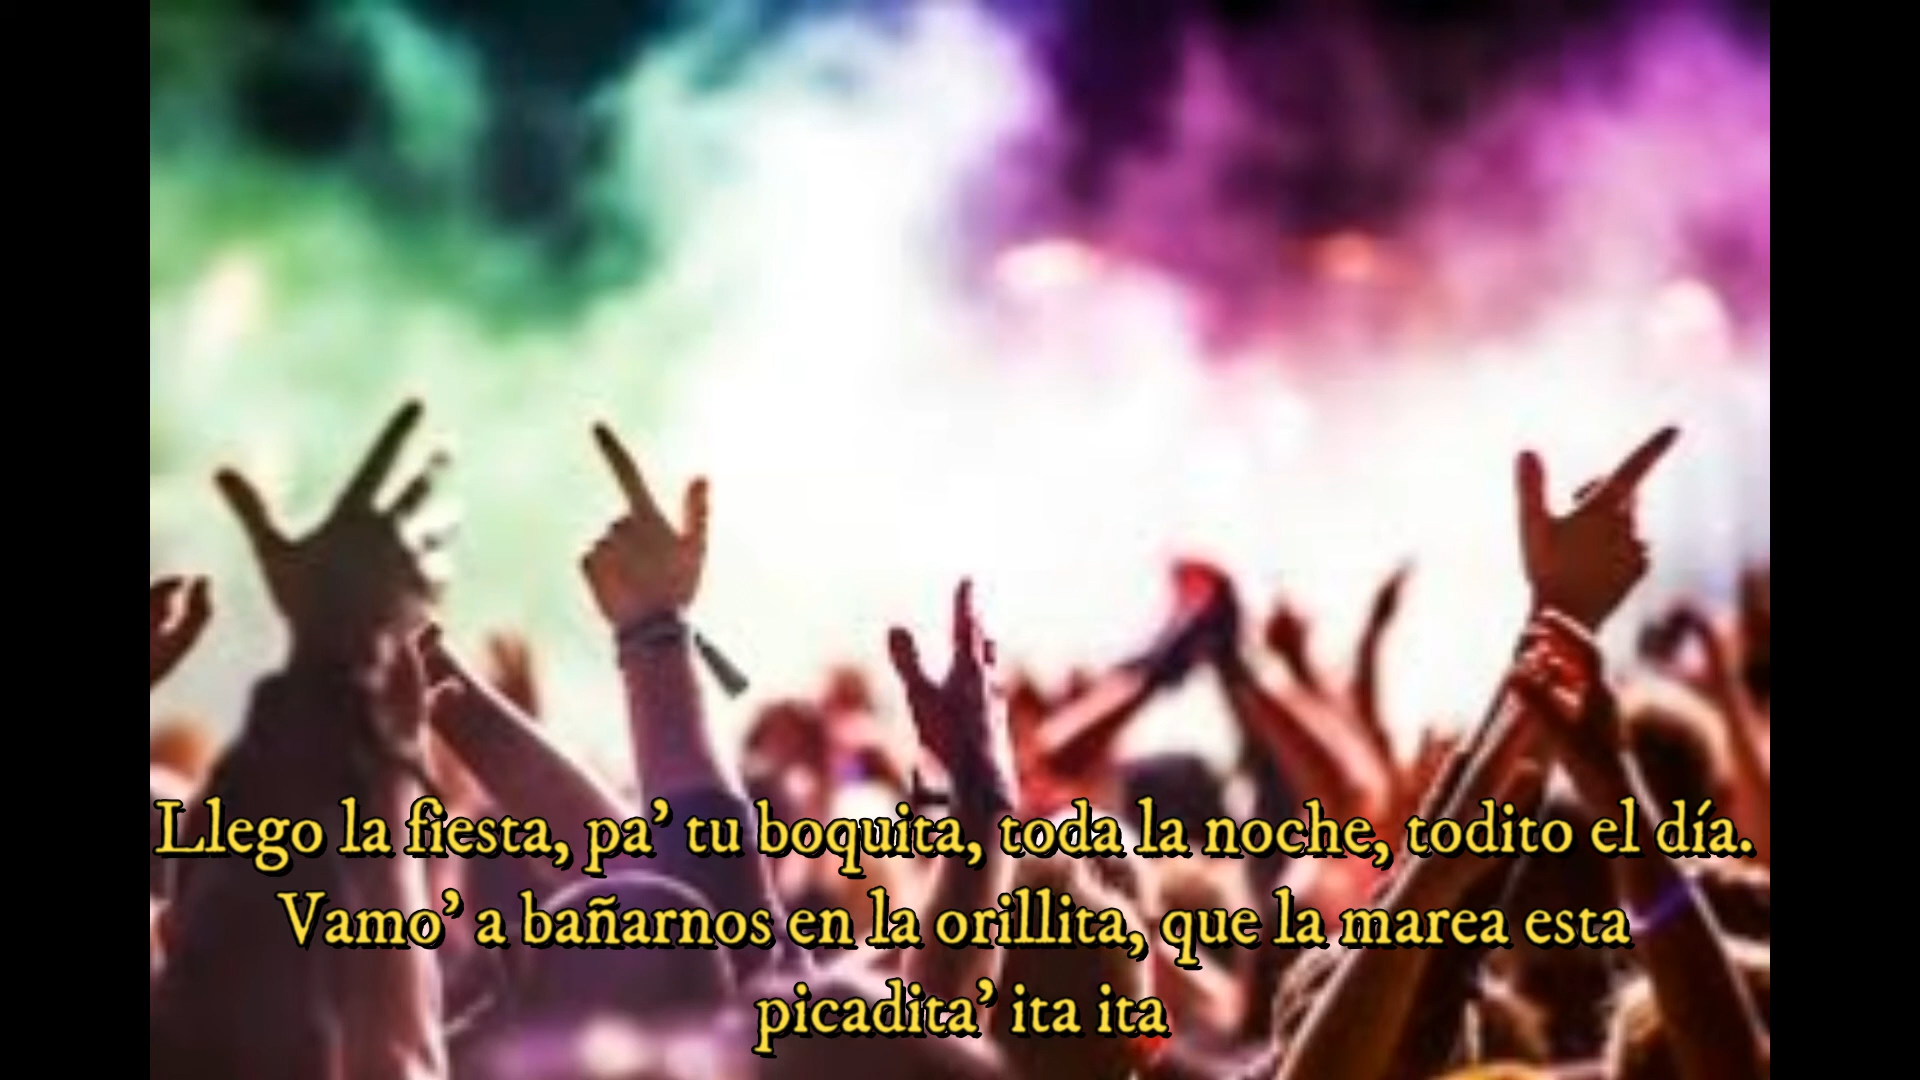 Llego la fiesta, pa’ tu boquita, toda la noche, todito el día.
Vamo’ a bañarnos en la orillita, que la marea esta
picadita’ ita ita